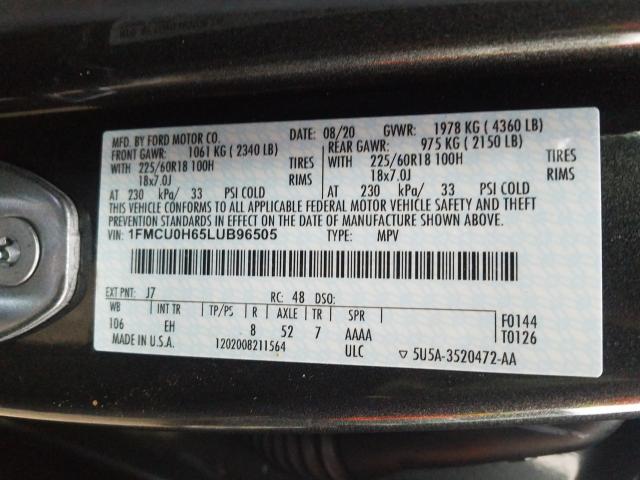 MFD. BY FORD MOTOR CO. DATE: 08/20 GVWR: 1978 KG ( 4360 LB)
FRONT GAWR: 1061 KG ( 2340 LB) REAR GAWR: 975 KG ( 2150 LB)
WITH 225/60R18 100H TIRES WITH 225/60R18 100H TIRES
18x7.0J RIMS 18x7.0J RIMS
AT 230 kPa/ 33 PSI COLD AT 230 kPa/ 33 PSI COLD
THIS VEHICLE CONFORMS TO ALL APPLICABLE FEDERAL MOTOR VEHICLE SAFETY AND THEFT
PREVENTION STANDARDS IN EFFECT ON THE DATE OF MANUFACTURE SHOWN ABOVE.
VIN: 1FMCU0H65LUB96505 TYPE: MPV
EXT PNT: J7 RC: 48 DSO:
WB INT TR TP/PS R AXLE TR SPR F0144
106 EH 8 52 7 AAAA T0126
MADE IN U.S.A. 1202008211564 ULC ▽ 5U5A-3520472-AA